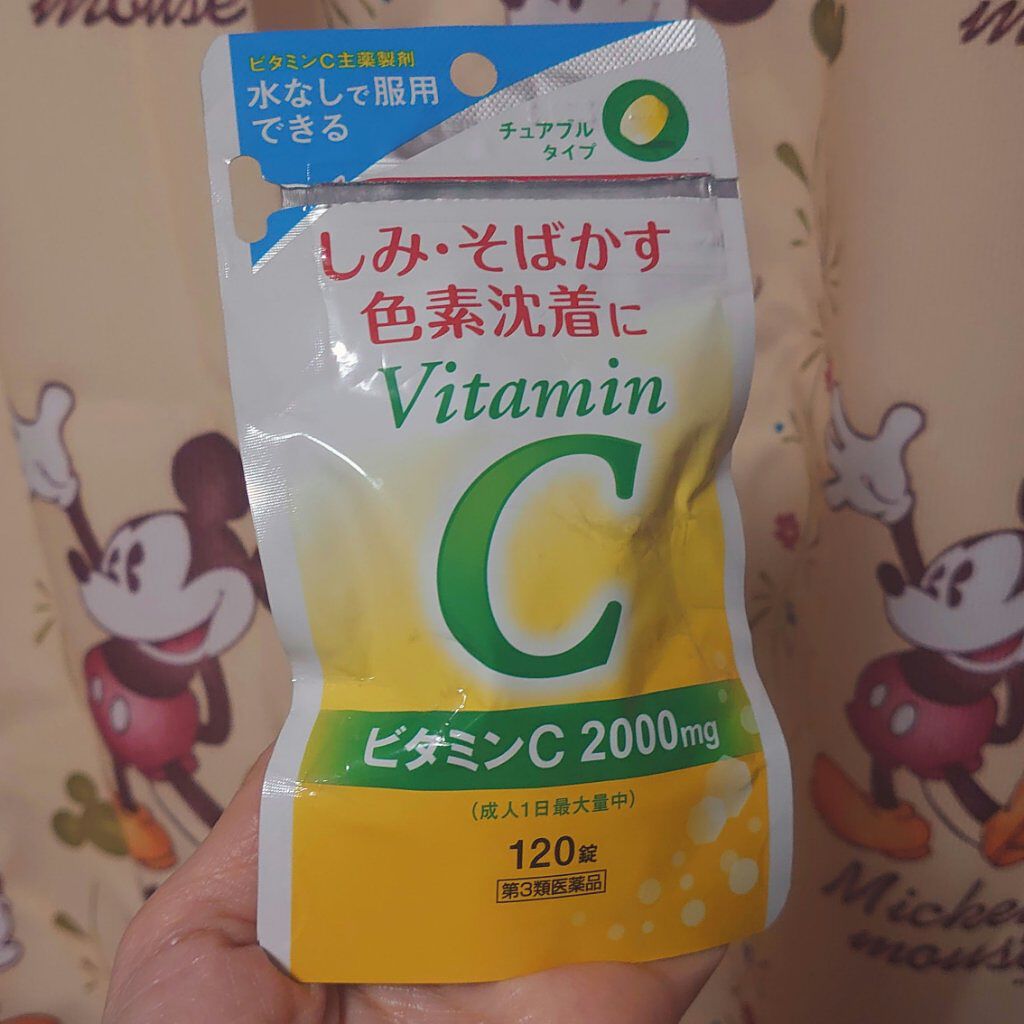 mouse
ビタミンC主薬製剤
水なしで服用
できる
チュアブル
タイプ
しみ・そばかす
色素沈着に
Vitamin
C
ビタミンC 2000mg
(成人1日最大量中)
120錠
第3類医薬品
Mickey
mouse